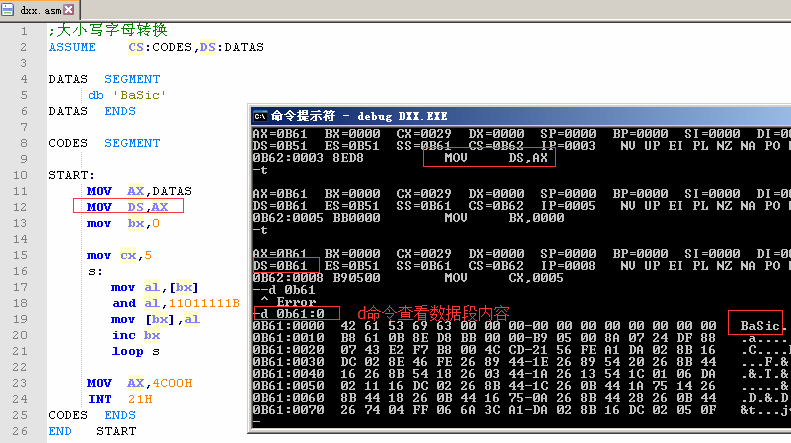 dxx.asm
1 ;大小写字母转换
2 ASSUME CS:CODES,DS:DATAS
3
4 DATAS SEGMENT
5 db 'BaSic'
6 DATAS ENDS
7
8 CODES SEGMENT
9
10 START:
11 MOV AX,DATAS
12 MOV DS,AX
13 mov bx,0
14
15 mov cx,5
16 s:
17 mov al,[bx]
18 and al,11011111B
19 mov [bx],al
20 inc bx
21 loop s
22
23 MOV AX,4C00H
24 INT 21H
25 CODES ENDS
26 END START
命令提示符 - debug DXX.EXE
AX=0B61 BX=0000 CX=0029 DX=0000 SP=0000 BP=0000 SI=0000 DI=00
DS=0B51 ES=0B51 SS=0B61 CS=0B62 IP=0003 NV UP EI PL NZ NA PO
0B62:0003 8ED8 MOV DS,AX
-t
AX=0B61 BX=0000 CX=0029 DX=0000 SP=0000 BP=0000 SI=0000 DI=00
DS=0B61 ES=0B51 SS=0B61 CS=0B62 IP=0005 NV UP EI PL NZ NA PO
0B62:0005 BB0000 MOV BX,0000
-t
AX=0B61 BX=0000 CX=0029 DX=0000 SP=0000 BP=0000 SI=0000 DI=00
DS=0B61 ES=0B51 SS=0B61 CS=0B62 IP=0008 NV UP EI PL NZ NA PO
0B62:0008 B90500 MOV CX,0005
--d 0b61
^ Error
-d 0b61:0 d命令查看数据段内容
0B61:0000 42 61 53 69 63 00 00 00-00 00 00 00 00 00 00 00 BaSic.
0B61:0010 B8 61 0B 8E D8 BB 00 00-B9 05 00 8A 07 24 DF 88 .a....
0B61:0020 07 43 E2 F7 B8 00 4C CD-21 56 FE A1 DA 02 8B 16 .C....L
0B61:0030 DC 02 8E 46 FE 26 89 44-1E 26 89 54 20 26 8B 44 ...F.&
0B61:0040 16 26 8B 54 18 26 03 44-1A 26 13 54 1C 01 06 DA .&.T.&
0B61:0050 02 11 16 DC 02 26 8B 44-1C 26 0B 44 1A 75 14 26 .....&
0B61:0060 8B 44 18 26 0B 44 16 75-0A 26 8B 44 28 26 0B 44 .D.&.D
0B61:0070 26 74 04 FF 06 6A 3C A1-DA 02 8B 16 DC 02 05 0F &t...j
-